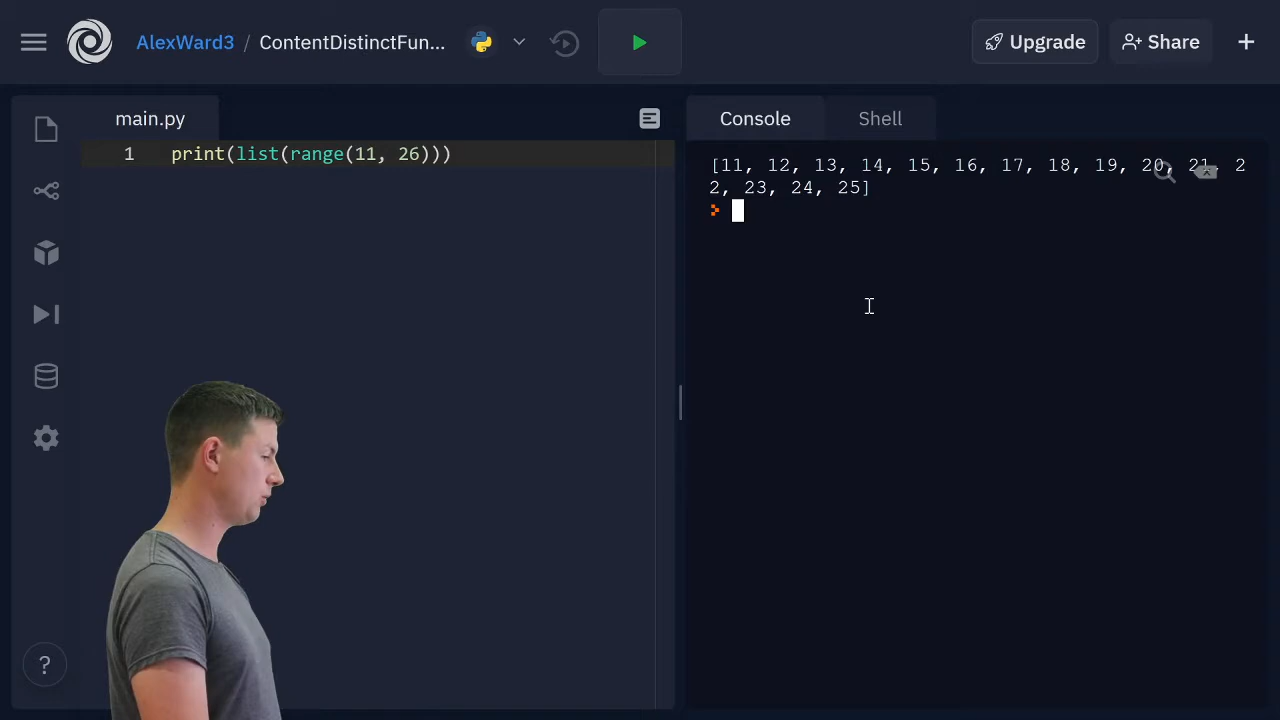 AlexWard3 / ContentDistinctFun...
Upgrade
Share
main.py
Console
Shell
1 print(list(range(11, 26)))
[11, 12, 13, 14, 15, 16, 17, 18, 19, 20, 21, 2
2, 23, 24, 25]
>
?